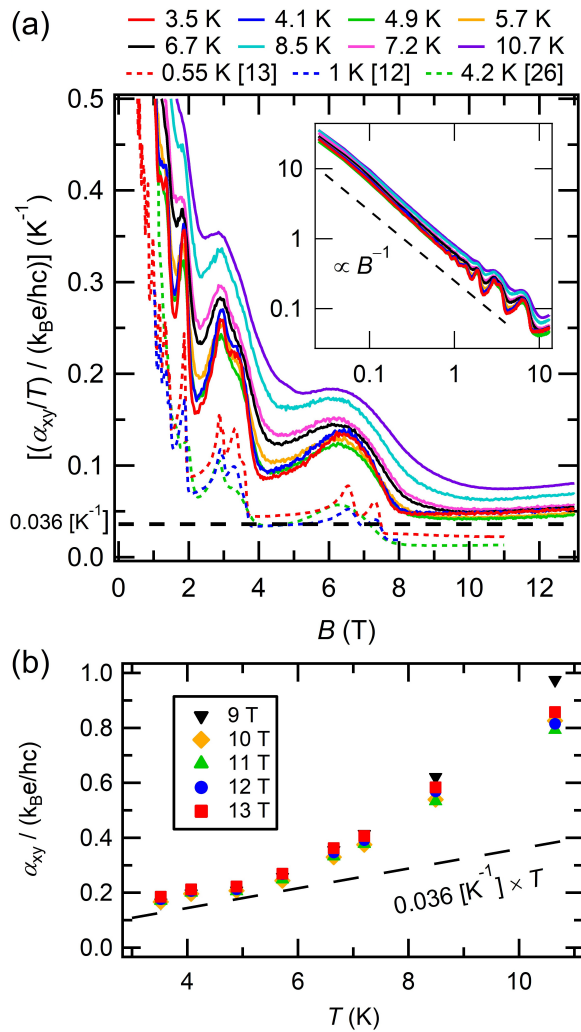 (a)
3.5 K 4.1 K 4.9 K 5.7 K
6.7 K 8.5 K 7.2 K 10.7 K
0.55 K [13] 1 K [12] 4.2 K [26]
[(αxy/T) / (kBe/hc)] (K⁻¹)
0.5
0.4
0.3
0.2
0.1
0.036 [K⁻¹]
0.0
10
1
0.1
∝ B⁻¹
0.1 1 10
0 2 4 6 8 10 12
B (T)
(b)
αxy / (kBe/hc)
1.0
0.8
0.6
0.4
0.2
0.0
9 T
10 T
11 T
12 T
13 T
0.036 [K⁻¹] × T
4 6 8 10
T (K)